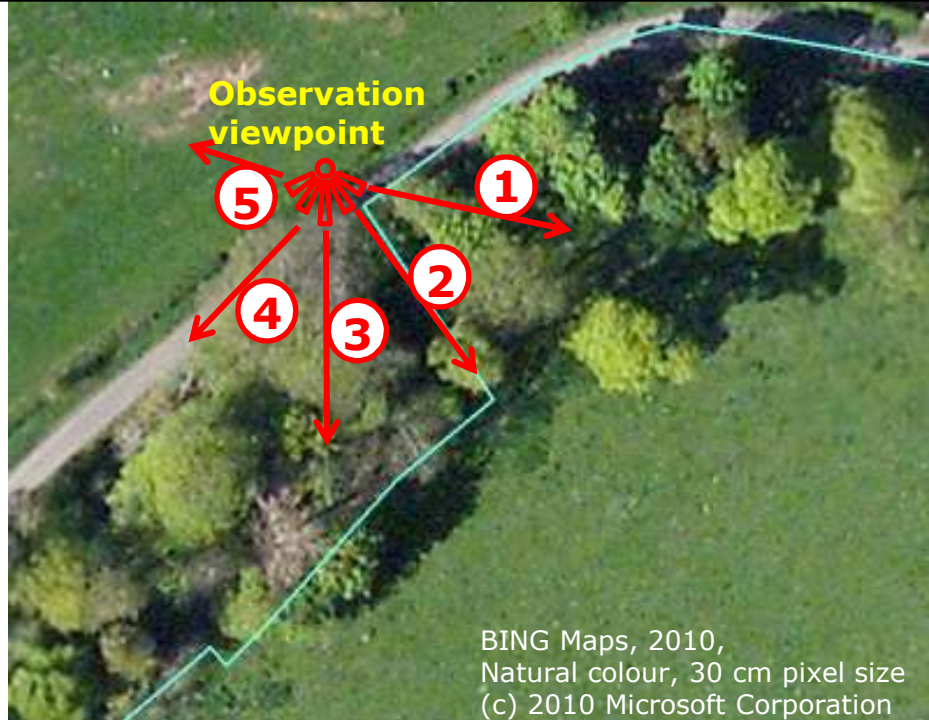 Observation
viewpoint
1
5
2
4
3
BING Maps, 2010,
Natural colour, 30 cm pixel size
(c) 2010 Microsoft Corporation